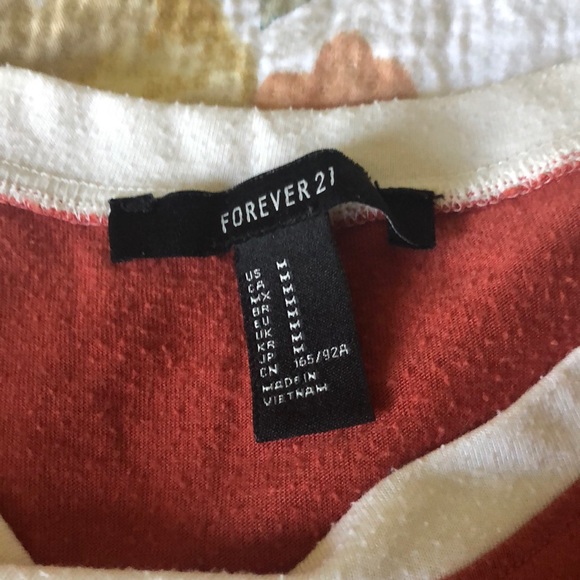 FOREVER 21
US M
CA M
MX M
BR M
EU M
UK M
KR M
JP M
CN 165/92A
MADE IN
VIETNAM